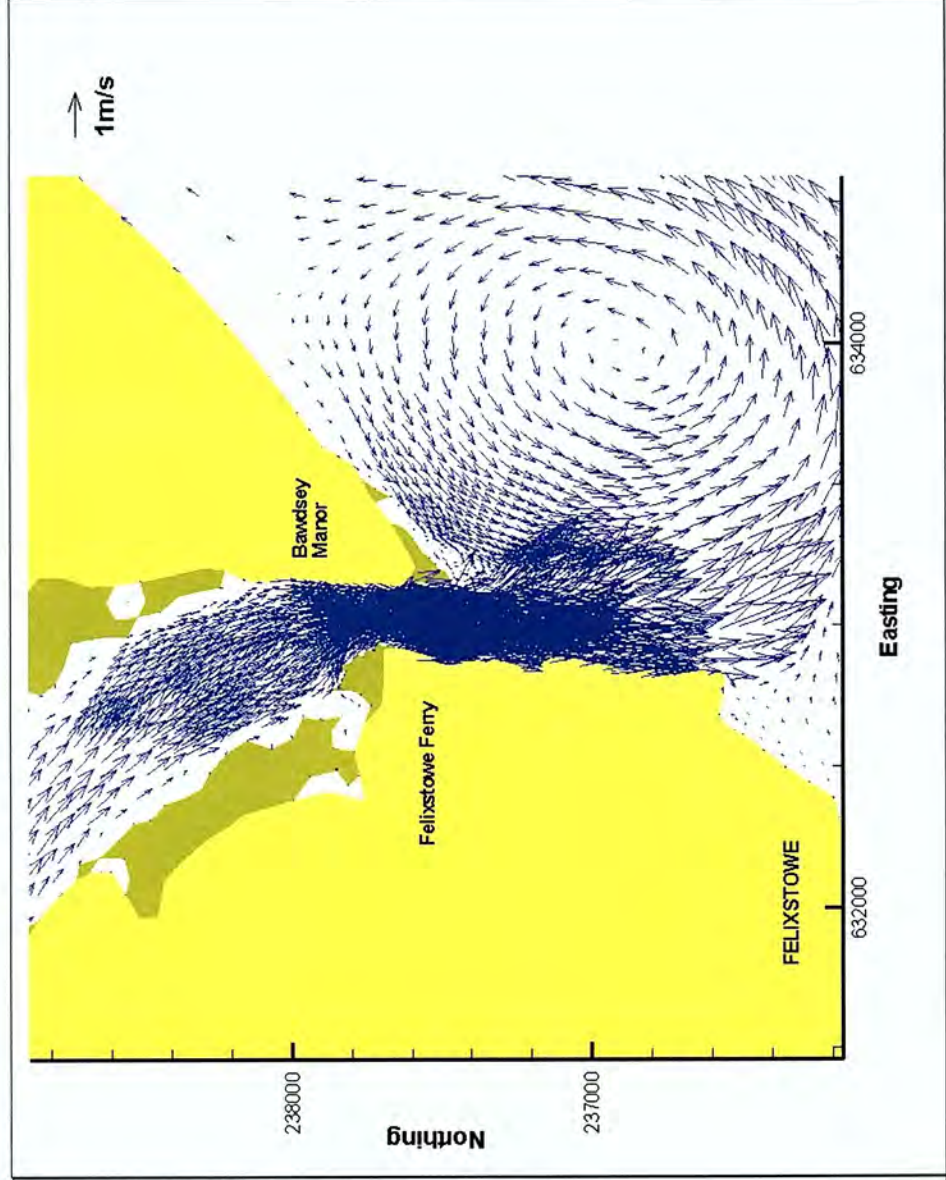 1m/s
Bawdsey
Manor
Felixstowe Ferry
FELIXSTOWE
Northing
238000
237000
632000
634000
Easting